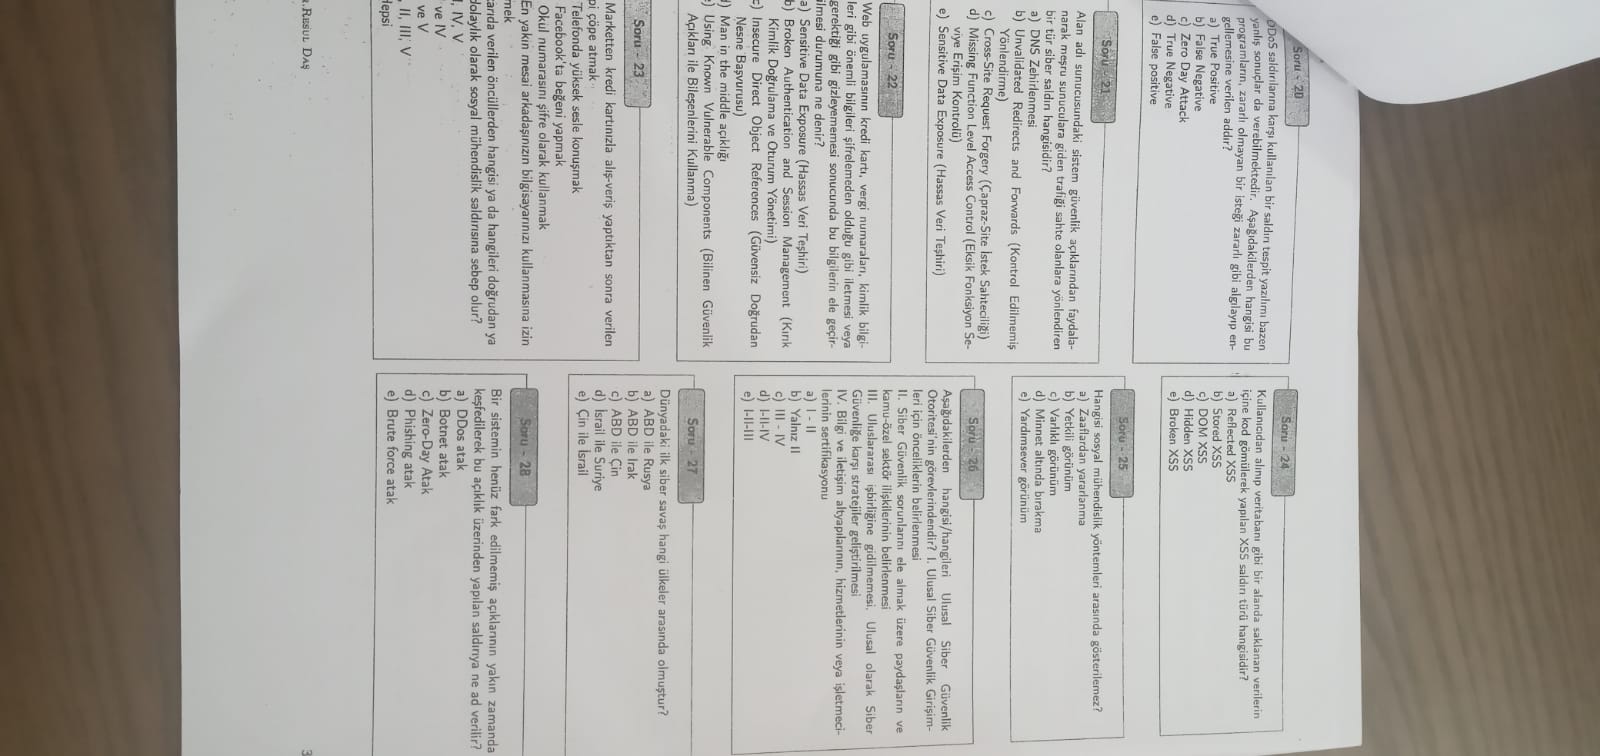 Soru - 20
DDoS saldırılarına karşı kullanılan bir saldırı tespit yazılımı bazen
yanlış sonuçlar da verebilmektedir. Aşağıdakilerden hangisi bu
programların, zararlı olmayan bir isteği zararlı gibi algılayıp en-
gellemesine verilen addır?
a) True Positive
b) False Negative
c) Zero Day Attack
d) True Negative
e) False positive
Soru - 21
Alan adı sunucusundaki sistem güvenlik açıklarından faydala-
narak meşru sunuculara giden trafiği sahte olanlara yönlendiren
bir tür siber saldırı hangisidir?
a) DNS Zehirlenmesi
b) Unvalidated Redirects and Forwards (Kontrol Edilmemiş
Yönlendirme)
c) Cross-Site Request Forgery (Çapraz-Site İstek Sahteciliği)
d) Missing Function Level Access Control (Eksik Fonksiyon Se-
viye Erişim Kontrolü)
e) Sensitive Data Exposure (Hassas Veri Teşhiri)
Soru - 22
Web uygulamasının kredi kartı, vergi numaraları, kimlik bilgi-
leri gibi önemli bilgileri şifrelemeden olduğu gibi iletmesi veya
gerektiği gibi gizleyememesi sonucunda bu bilgilerin ele geçir-
ilmesi durumuna ne denir?
a) Sensitive Data Exposure (Hassas Veri Teşhiri)
b) Broken Authentication and Session Management (Kırık
Kimlik Doğrulama ve Oturum Yönetimi)
c) Insecure Direct Object References (Güvensiz Doğrudan
Nesne Başvurusu)
) Man in the middle açıklığı
) Using Known Vulnerable Components (Bilinen Güvenlik
Açıkları ile Bileşenlerini Kullanma)
Soru - 23
Marketten kredi kartınızla alış-veriş yaptıktan sonra verilen
pi çöpe atmak
Telefonda yüksek sesle konuşmak
Facebook'ta beğeni yapmak
Okul numarasını şifre olarak kullanmak
En yakın mesai arkadaşınızın bilgisayarınızı kullanmasına izin
mek
arıda verilen öncüllerden hangisi ya da hangileri doğrudan ya
dolaylık olarak sosyal mühendislik saldırısına sebep olur?
I, IV, V
ve IV
ve V
, II, III, V
Hepsi
Soru - 24
Kullanıcıdan alınıp veritabanı gibi bir alanda saklanan verilerin
içine kod gömülerek yapılan XSS saldırı türü hangisidir?
a) Reflected XSS
b) Stored XSS
c) DOM XSS
d) Hidden XSS
e) Broken XSS
Soru - 25
Hangisi sosyal mühendislik yöntemleri arasında gösterilemez?
a) Zaaflardan yararlanma
b) Yetkili görünüm
c) Varlıklı görünüm
d) Minnet altında bırakma
e) Yardımsever görünüm
Soru - 26
Aşağıdakilerden hangisi/hangileri Ulusal Siber Güvenlik
Otoritesi'nin görevlerindendir? I. Ulusal Siber Güvenlik Girişim-
leri için önceliklerin belirlenmesi
II. Siber Güvenlik sorunlarını ele almak üzere paydaşların ve
kamu-özel sektör ilişkilerinin belirlenmesi
III. Uluslararası işbirliğine gidilmemesi, Ulusal olarak Siber
Güvenliğe karşı stratejiler geliştirilmesi
IV. Bilgi ve iletişim altyapılarının, hizmetlerinin veya işletmeci-
lerinin sertifikasyonu
a) I - II
b) Yalnız II
c) III - IV
d) I-II-IV
e) I-II-III
Soru - 27
Dünyadaki ilk siber savaş hangi ülkeler arasında olmuştur?
a) ABD ile Rusya
b) ABD ile Irak
c) ABD ile Çin
d) İsrail ile Suriye
e) Çin ile İsrail
Soru - 28
Bir sistemin henüz fark edilmemiş açıklarının yakın zamanda
keşfedilerek bu açıklık üzerinden yapılan saldırıya ne ad verilir?
a) DDos atak
b) Botnet atak
c) Zero-Day Atak
d) Phishing atak
e) Brute force atak
.RESUL DAŞ
3